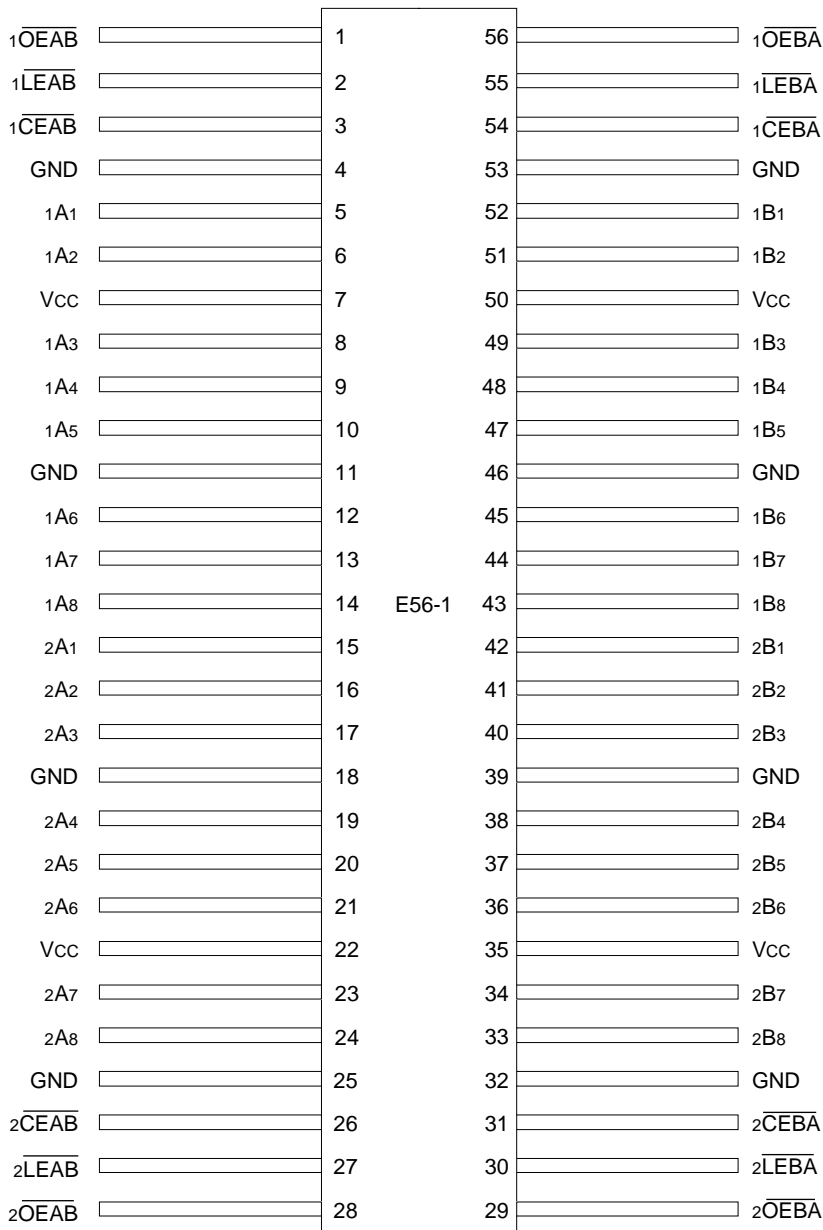 1OEAB 1 56 1OEBA
1LEAB 2 55 1LEBA
1CEAB 3 54 1CEBA
GND 4 53 GND
1A1 5 52 1B1
1A2 6 51 1B2
VCC 7 50 VCC
1A3 8 49 1B3
1A4 9 48 1B4
1A5 10 47 1B5
GND 11 46 GND
1A6 12 45 1B6
1A7 13 44 1B7
1A8 14 E56-1 43 1B8
2A1 15 42 2B1
2A2 16 41 2B2
2A3 17 40 2B3
GND 18 39 GND
2A4 19 38 2B4
2A5 20 37 2B5
2A6 21 36 2B6
VCC 22 35 VCC
2A7 23 34 2B7
2A8 24 33 2B8
GND 25 32 GND
2CEAB 26 31 2CEBA
2LEAB 27 30 2LEBA
2OEAB 28 29 2OEBA